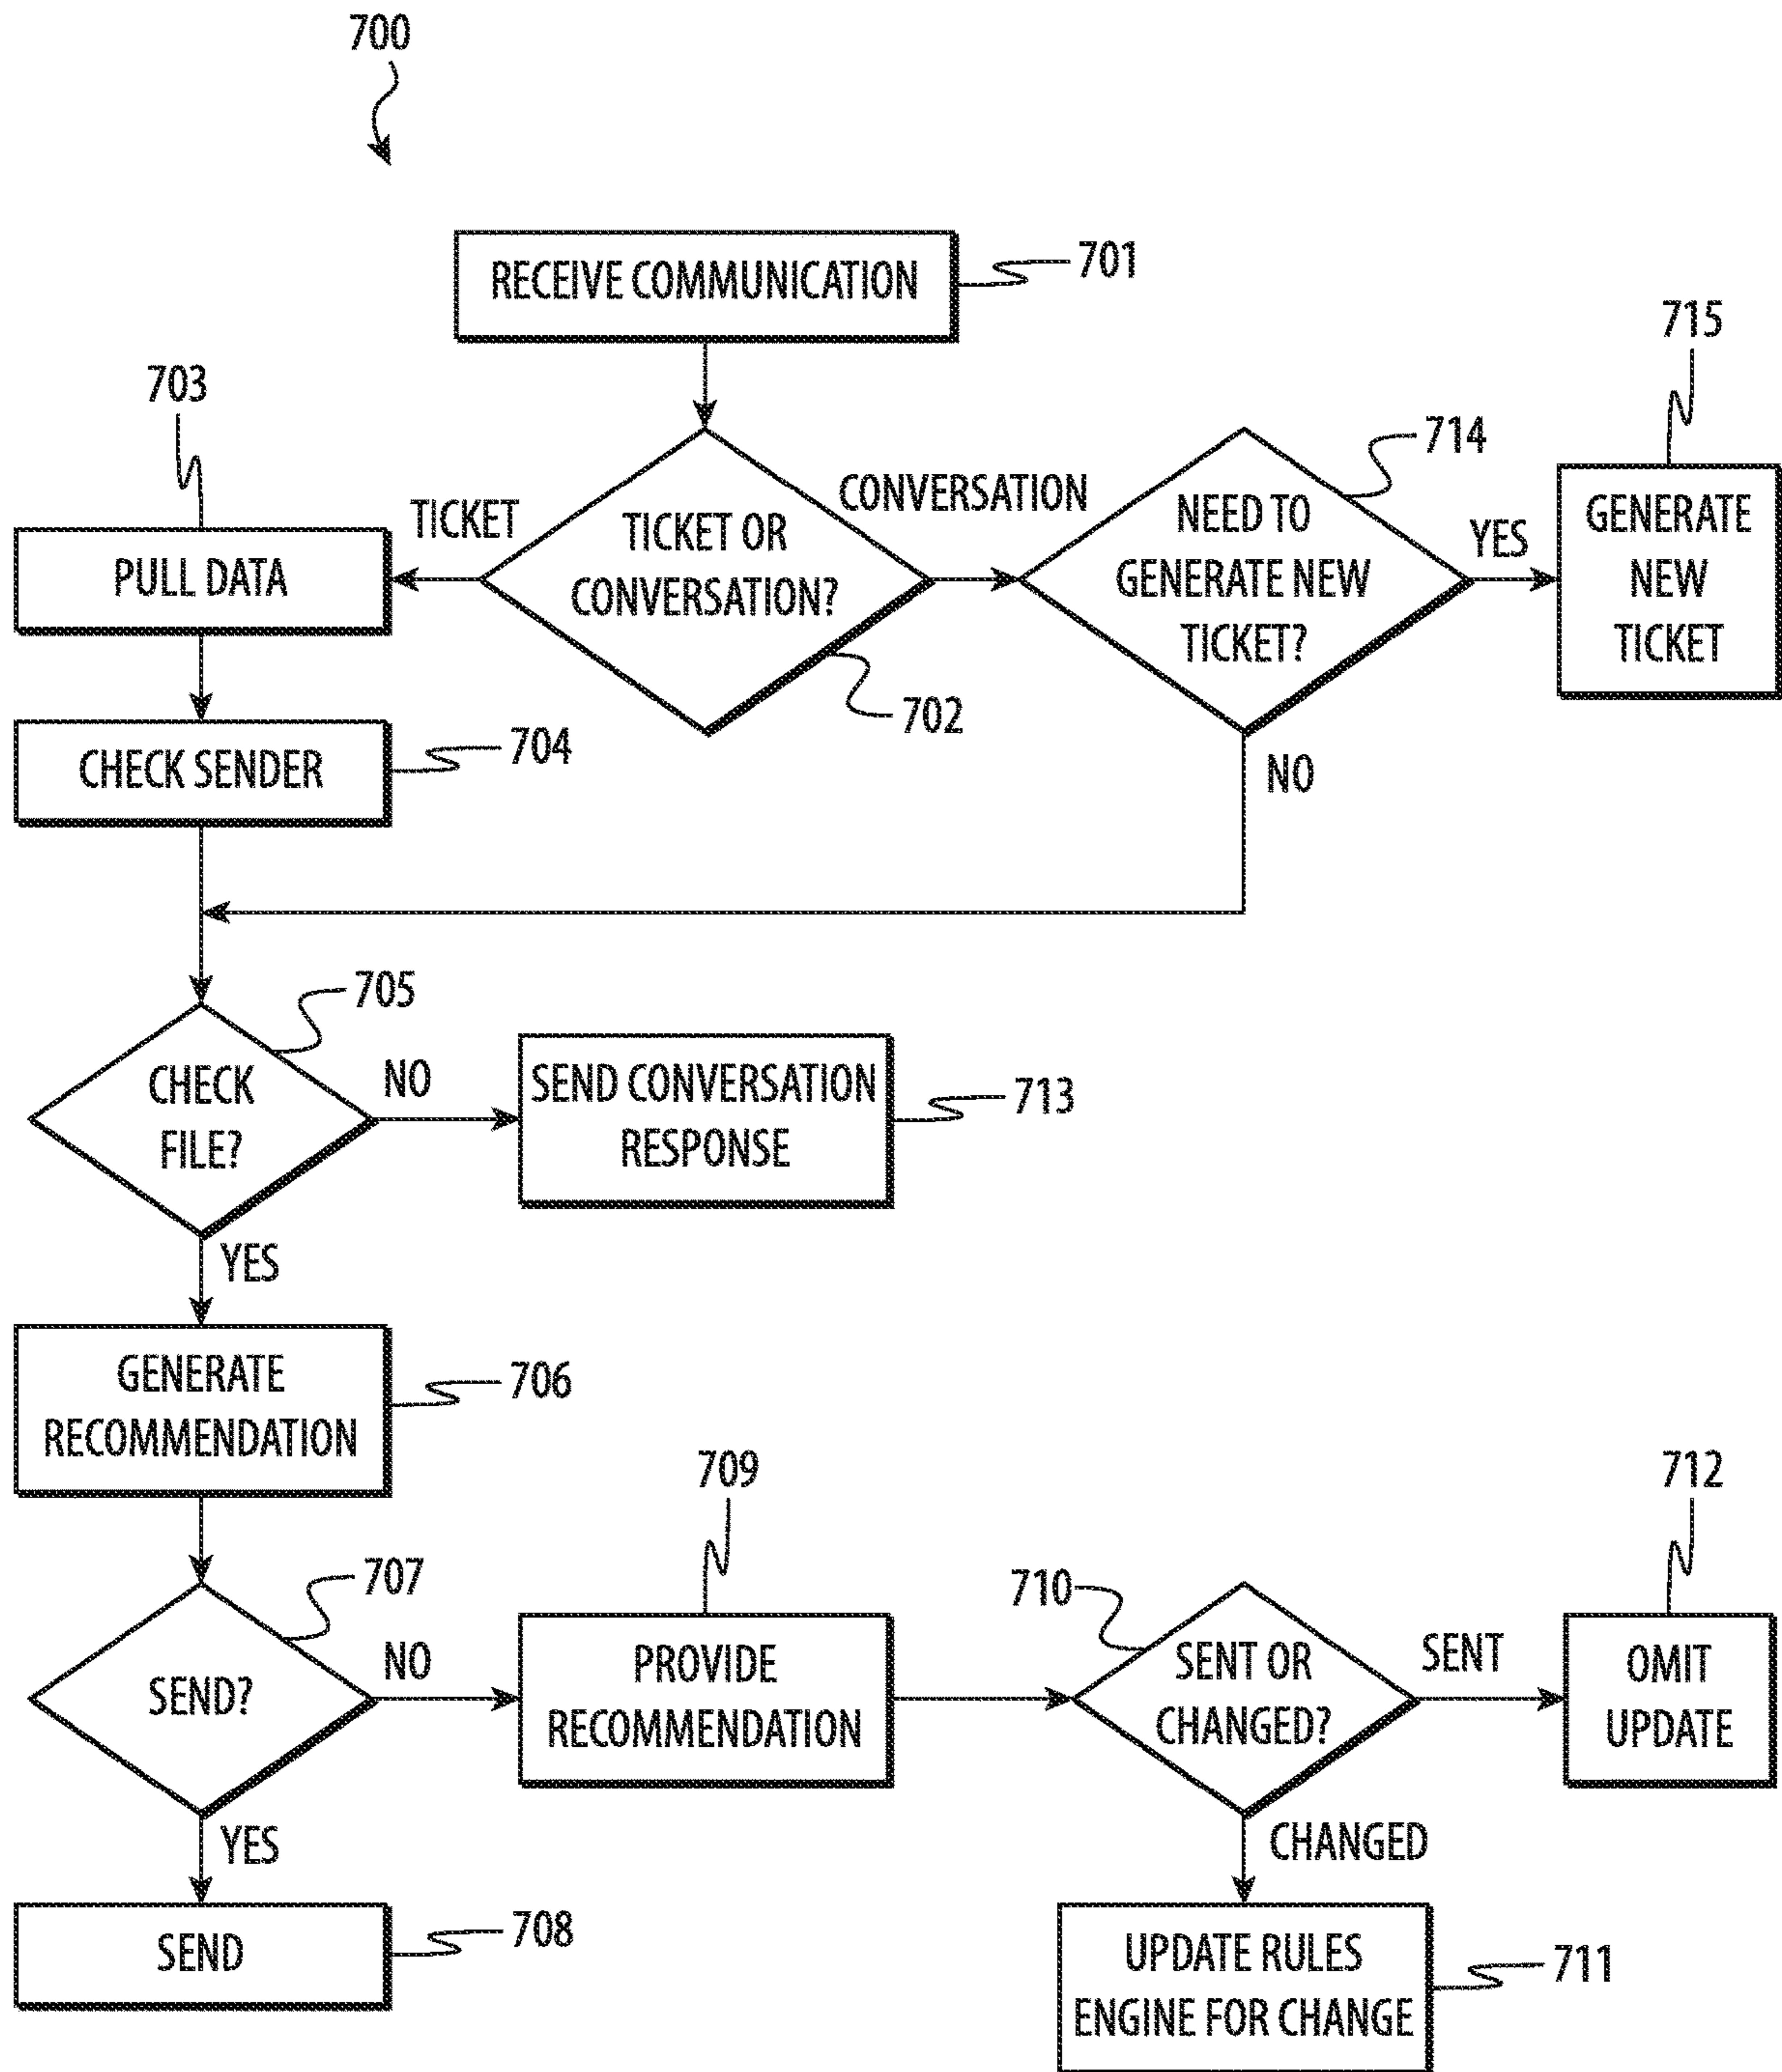 700
RECEIVE COMMUNICATION
701
715
703
714
TICKET
CONVERSATION
TICKET OR
CONVERSATION?
702
NEED TO
GENERATE NEW
TICKET?
YES
GENERATE
NEW
TICKET
PULL DATA
CHECK SENDER
704
NO
705
CHECK
FILE?
NO
SEND CONVERSATION
RESPONSE
713
YES
GENERATE
RECOMMENDATION
706
709
712
707
710
SEND?
NO
PROVIDE
RECOMMENDATION
SENT OR
CHANGED?
SENT
OMIT
UPDATE
YES
CHANGED
SEND
708
UPDATE RULES
ENGINE FOR CHANGE
711